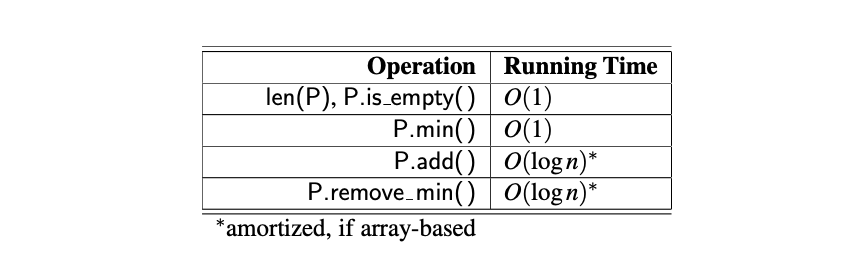 Operation Running Time
len(P), P.is_empty() O(1)
P.min() O(1)
P.add() O(log n)*
P.remove_min() O(log n)*
*amortized, if array-based